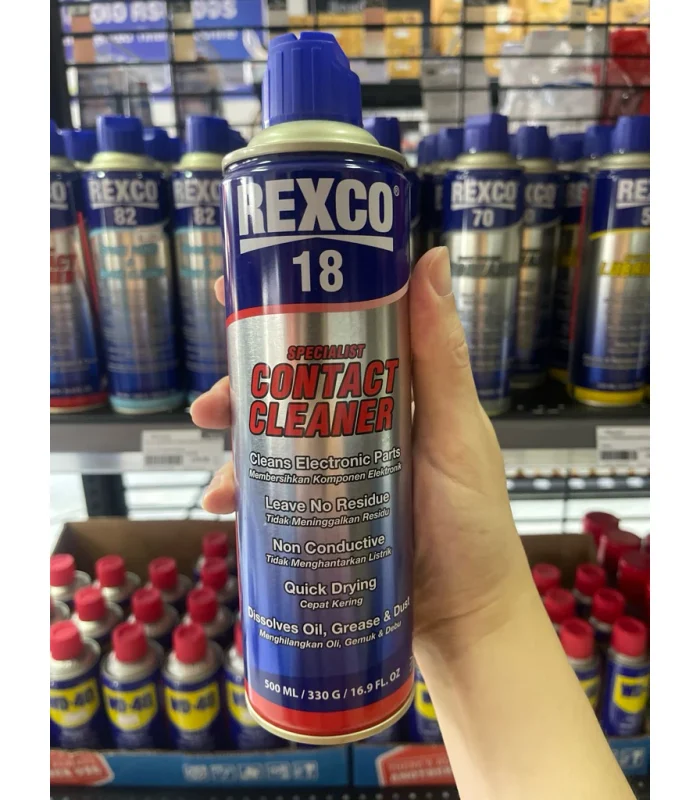 REXCO®
18
SPECIALIST
CONTACT
CLEANER
Cleans Electronic Parts
Membersihkan Komponen Elektronik
Leave No Residue
Tidak Meninggalkan Residu
Non Conductive
Tidak Menghantarkan Listrik
Quick Drying
Cepat Kering
Dissolves Oil, Grease & Dust
Menghilangkan Oli, Gemuk & Debu
500 ML / 330 G / 16.9 FL. OZ
REXCO
82
REXCO
82
REXCO
70
WD-40
WD-40
WD-40